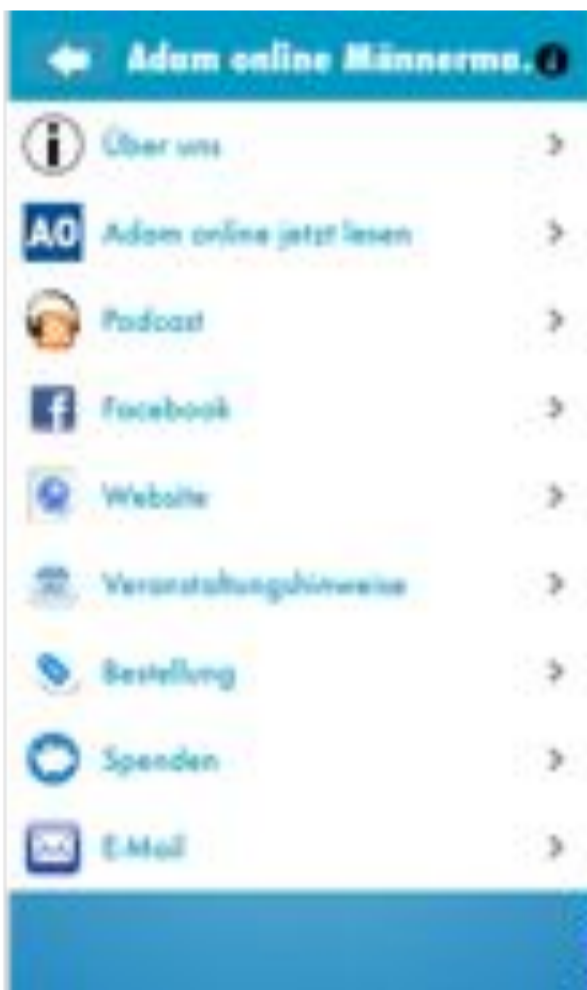 Adam online Männerma.
Über uns
AO Adam online jetzt lesen
Podcast
Facebook
Website
Veranstaltungshinweise
Bestellung
Spenden
E-Mail